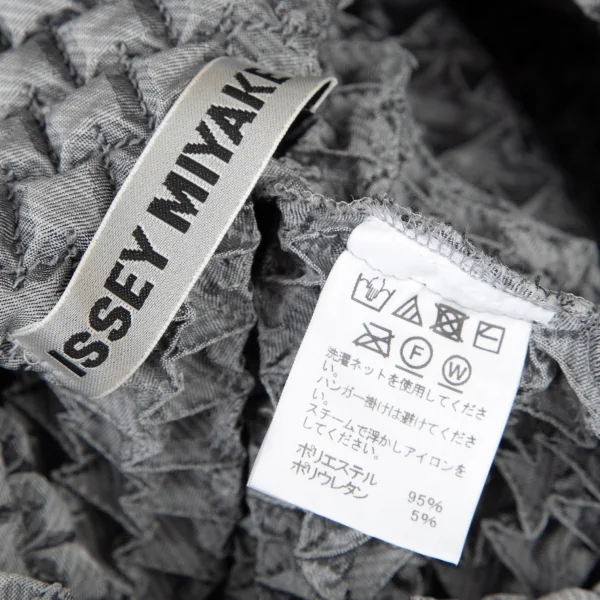 ISSEY MIYAKE
F
W
洗濯ネットを使用してくださ
い。
ハンガー掛けは避けてくださ
い。
スチームで浮かしアイロンを
してください。
ポリエステル 95%
ポリウレタン 5%